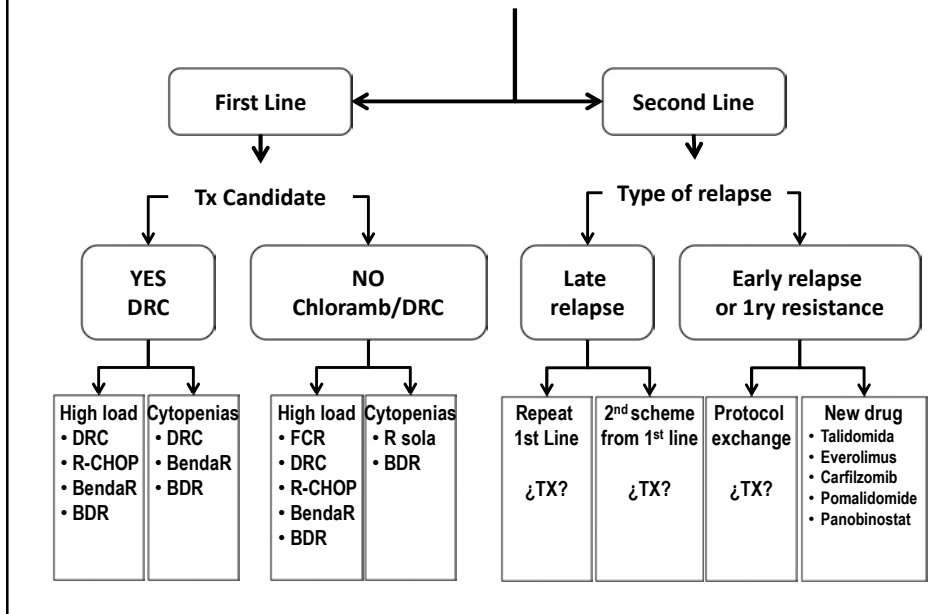 First Line
Second Line
Tx Candidate
Type of relapse
YES
DRC
NO
Chloramb/DRC
Late
relapse
Early relapse
or 1ry resistance
High load
• DRC
• R-CHOP
• BendaR
• BDR
Cytopenias
• DRC
• BendaR
• BDR
High load
• FCR
• DRC
• R-CHOP
• BendaR
• BDR
Cytopenias
• R sola
• BDR
Repeat
1st Line
¿TX?
2nd scheme
from 1st line
¿TX?
Protocol
exchange
¿TX?
New drug
• Talidomida
• Everolimus
• Carfilzomib
• Pomalidomide
• Panobinostat